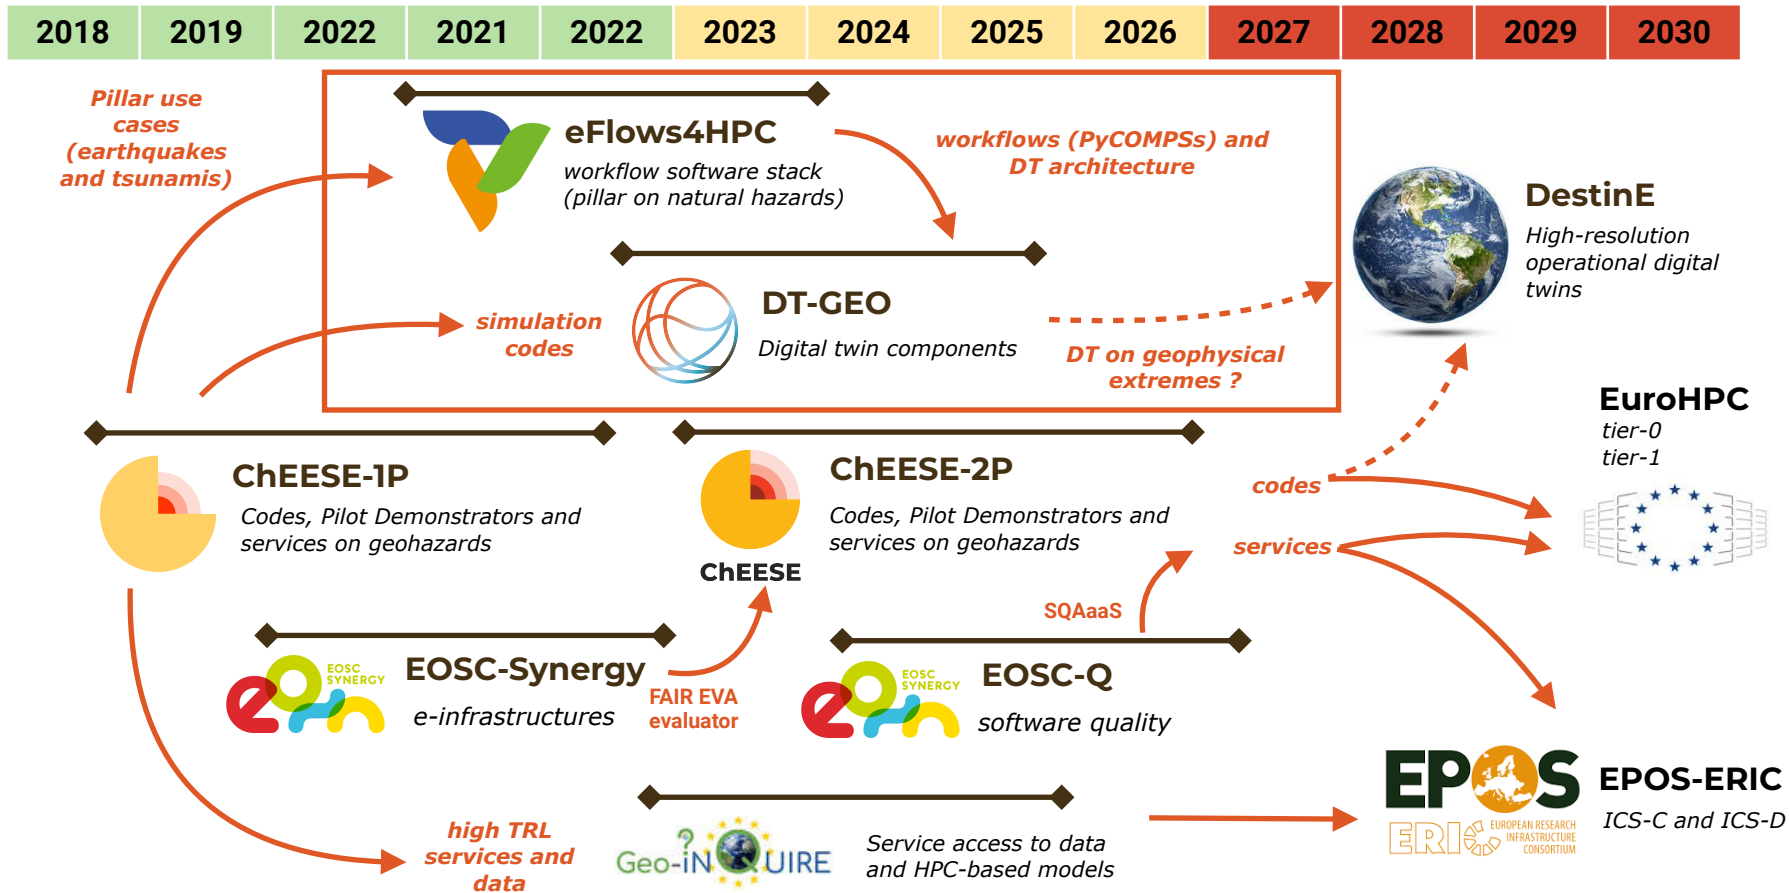 2018 2019 2022 2021 2022 2023 2024 2025 2026 2027 2028 2029 2030
Pillar use
cases
(earthquakes
and tsunamis)
eFlows4HPC
workflow software stack
(pillar on natural hazards)
workflows (PyCOMPSs) and
DT architecture
DestinE
High-resolution
operational digital
twins
simulation
codes
DT-GEO
Digital twin components
DT on geophysical
extremes ?
EuroHPC
tier-0
tier-1
ChEESE-1P
Codes, Pilot Demonstrators and
services on geohazards
ChEESE
ChEESE-2P
Codes, Pilot Demonstrators and
services on geohazards
codes
services
SQAaaS
eosn
EOSC
SYNERGY
EOSC-Synergy
e-infrastructures
FAIR EVA
evaluator
eosn
EOSC
SYNERGY
EOSC-Q
software quality
high TRL
services and
data
Geo-iNQUIRE
?
Service access to data
and HPC-based models
EPOS
ERIC
EUROPEAN RESEARCH
INFRASTRUCTURE
CONSORTIUM
EPOS-ERIC
ICS-C and ICS-D